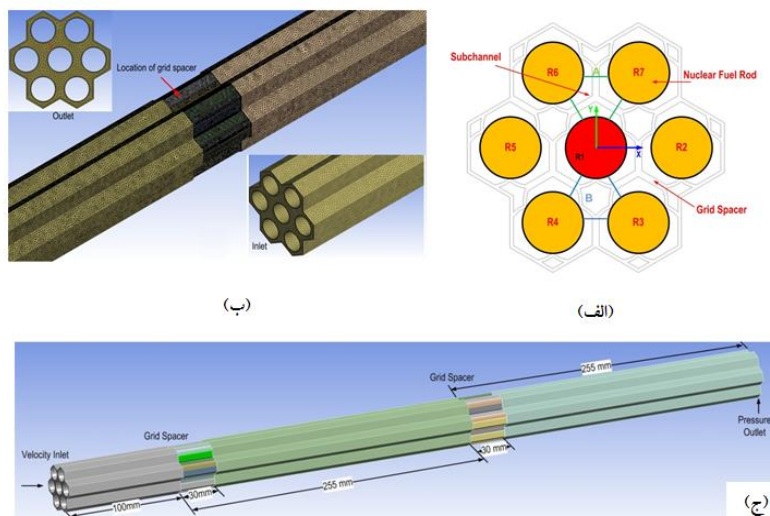 Location of grid spacer
Outlet
Inlet
(ب)
R6
A
R7
Subchannel
Nuclear Fuel Rod
Y
R5
R1
X
R2
B
Grid Spacer
R4
R3
(الف)
255 mm
Grid Spacer
Pressure
Outlet
Grid Spacer
Velocity Inlet
30 mm
255 mm
30mm
100mm
(ج)